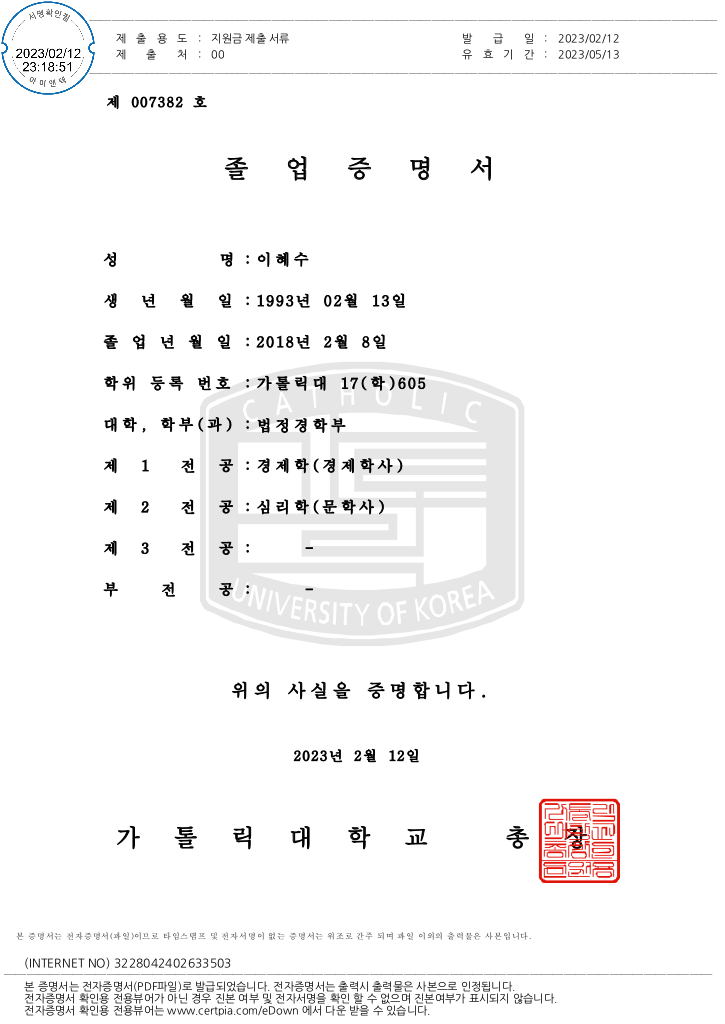 서명확인필
2023/02/12
23:18:51
아이앤텍
제 출 용 도 : 지원금 제출 서류
발 급 일 : 2023/02/12
제 출 처 : 00
유 효 기 간 : 2023/05/13
제 007382 호
졸 업 증 명 서
성 명 : 이혜수
생 년 월 일 : 1993년 02월 13일
졸 업 년 월 일 : 2018년 2월 8일
학위 등록 번호 : 가톨릭대 17(학)605
CATHOLIC
대학, 학부(과) : 법정경학부
제 1 전 공 : 경제학(경제학사)
제 2 전 공 : 심리학(문학사)
제 3 전 공 : -
부 전 공 : -
UNIVERSITY OF KOREA
위의 사실을 증명합니다.
2023년 2월 12일
가 톨 릭 대 학 교 총 장
본 증명서는 전자증명서(파일)이므로 타임스탬프 및 전자서명이 없는 증명서는 위조로 간주 되며 파일 이외의 출력물은 사본입니다.
(INTERNET NO) 3228042402633503
본 증명서는 전자증명서(PDF파일)로 발급되었습니다. 전자증명서는 출력시 출력물은 사본으로 인정됩니다.
전자증명서 확인용 전용뷰어가 아닌 경우 진본 여부 및 전자서명을 확인 할 수 없으며 진본여부가 표시되지 않습니다.
전자증명서 확인용 전용뷰어는 www.certpia.com/eDown 에서 다운 받을 수 있습니다.